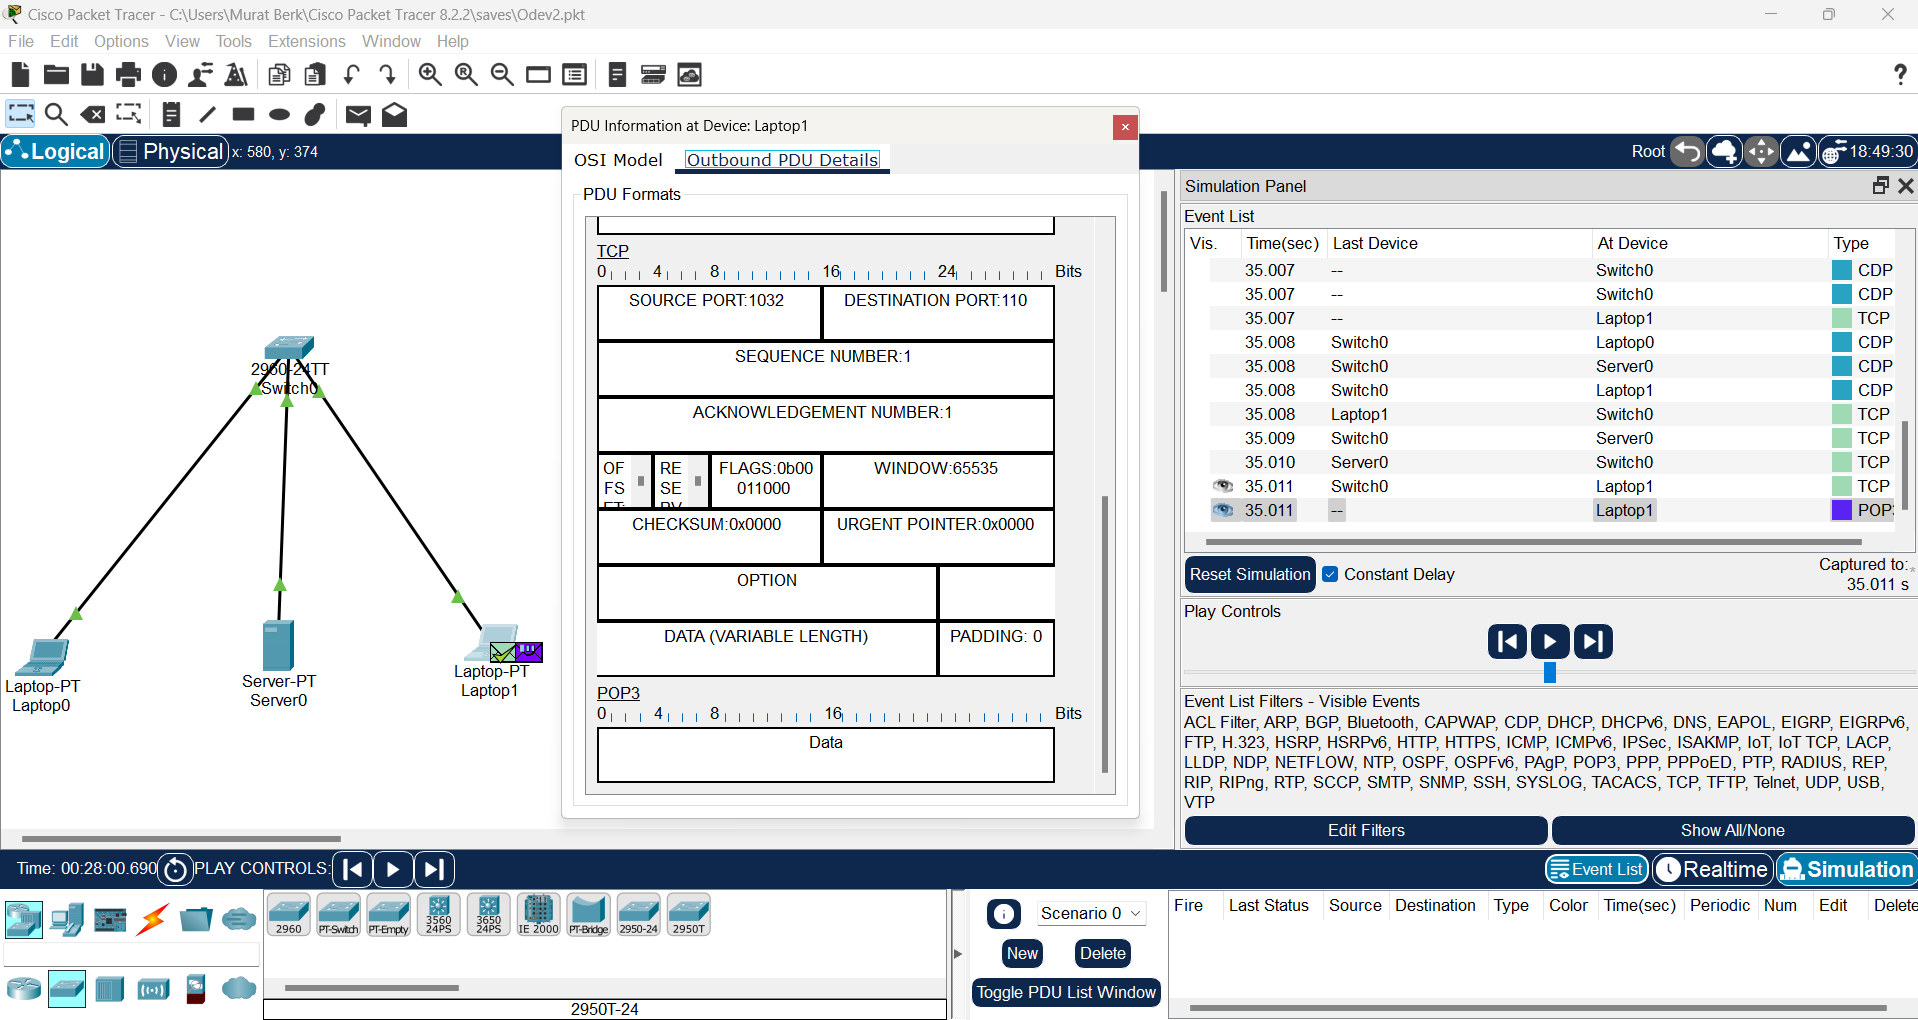 Cisco Packet Tracer - C:\Users\Murat Berk\Cisco Packet Tracer 8.2.2\saves\Odev2.pkt
File Edit Options View Tools Extensions Window Help
Logical Physical x: 580, y: 374
Root 18:49:30
2960-24TT
Switch0
Laptop-PT
Laptop0
Server-PT
Server0
Laptop-PT
Laptop1
PDU Information at Device: Laptop1
OSI Model Outbound PDU Details
PDU Formats
TCP
0 4 8 16 24 Bits
SOURCE PORT:1032 DESTINATION PORT:110
SEQUENCE NUMBER:1
ACKNOWLEDGEMENT NUMBER:1
OF RE FLAGS:0b00 WINDOW:65535
FS SE 011000
CHECKSUM:0x0000 URGENT POINTER:0x0000
OPTION
DATA (VARIABLE LENGTH) PADDING: 0
POP3
0 4 8 16 Bits
Data
Simulation Panel
Event List
Vis. Time(sec) Last Device At Device Type
35.007 -- Switch0 CDP
35.007 -- Switch0 CDP
35.007 -- Laptop1 TCP
35.008 Switch0 Laptop0 CDP
35.008 Switch0 Server0 CDP
35.008 Switch0 Laptop1 CDP
35.008 Laptop1 Switch0 TCP
35.009 Switch0 Server0 TCP
35.010 Server0 Switch0 TCP
35.011 Switch0 Laptop1 TCP
35.011 -- Laptop1 POP
Reset Simulation Constant Delay
Captured to:
35.011 s
Play Controls
Event List Filters - Visible Events
ACL Filter, ARP, BGP, Bluetooth, CAPWAP, CDP, DHCP, DHCPv6, DNS, EAPOL, EIGRP, EIGRPv6,
FTP, H.323, HSRP, HSRPv6, HTTP, HTTPS, ICMP, ICMPv6, IPSec, ISAKMP, IoT, IoT TCP, LACP,
LLDP, NDP, NETFLOW, NTP, OSPF, OSPFv6, PAgP, POP3, PPP, PPPoED, PTP, RADIUS, REP,
RIP, RIPng, RTP, SCCP, SMTP, SNMP, SSH, SYSLOG, TACACS, TCP, TFTP, Telnet, UDP, USB,
VTP
Edit Filters Show All/None
Time: 00:28:00.690 PLAY CONTROLS:
Event List Realtime Simulation
2960 PT-Switch PT-Empty 3560 24PS 3650 24PS IE 2000 PT-Bridge 2950-24 2950T
2950T-24
Scenario 0
New Delete
Toggle PDU List Window
Fire Last Status Source Destination Type Color Time(sec) Periodic Num Edit Delete